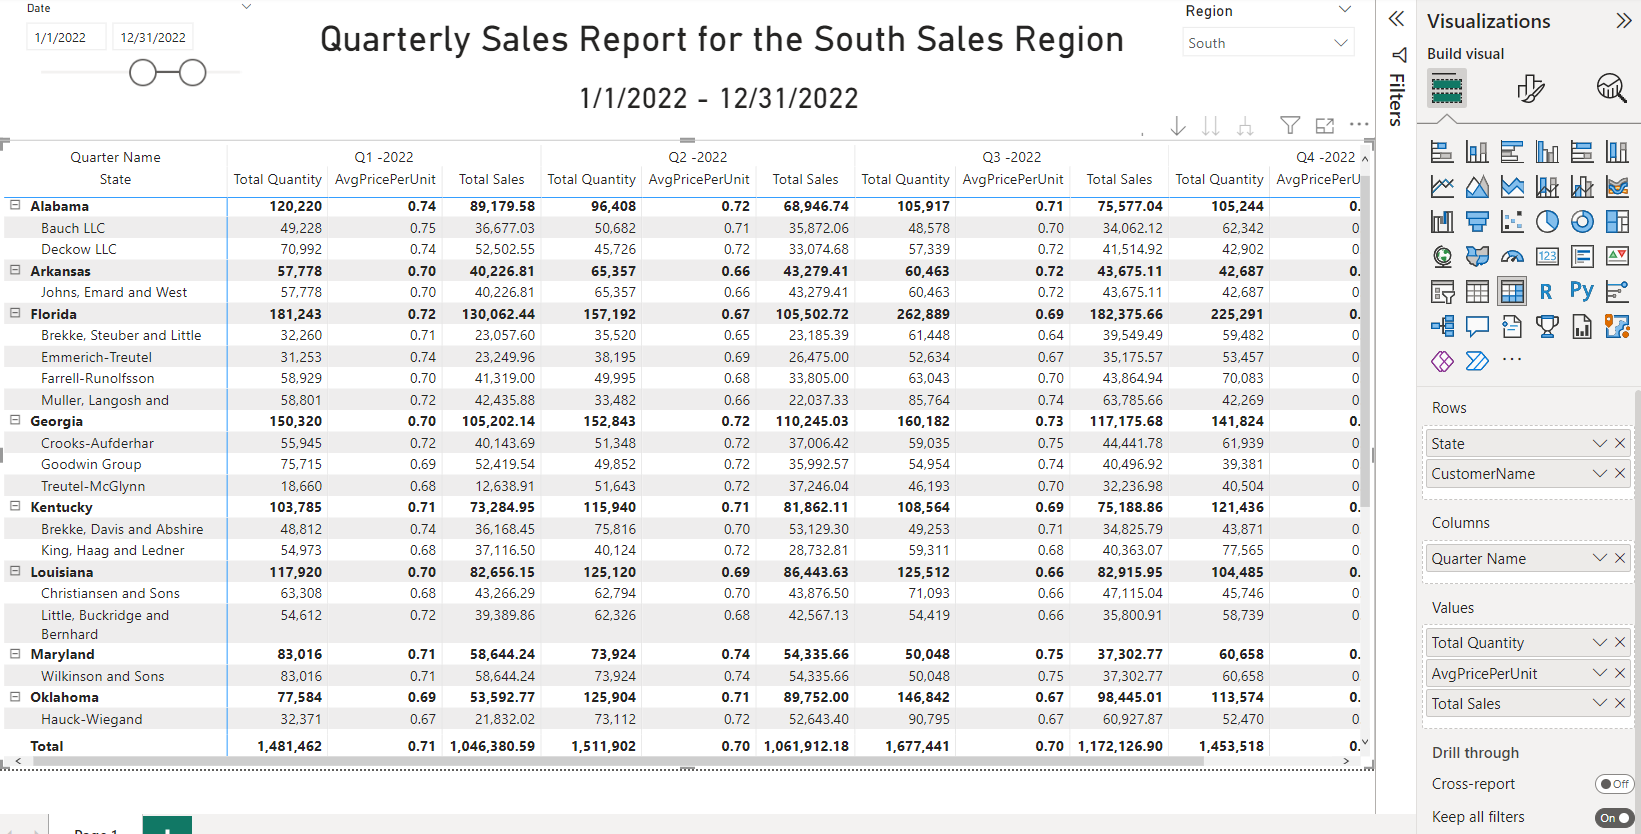 Date
1/1/2022 12/31/2022
Quarterly Sales Report for the South Sales Region
1/1/2022 - 12/31/2022
Region
South
Filters
Visualizations
Build visual
Quarter Name Q1 -2022 Q2 -2022 Q3 -2022 Q4 -2022
State Total Quantity AvgPricePerUnit Total Sales Total Quantity AvgPricePerUnit Total Sales Total Quantity AvgPricePerUnit Total Sales Total Quantity AvgPricePerU
Alabama 120,220 0.74 89,179.58 96,408 0.72 68,946.74 105,917 0.71 75,577.04 105,244 0.
Bauch LLC 49,228 0.75 36,677.03 50,682 0.71 35,872.06 48,578 0.70 34,062.12 62,342 0
Deckow LLC 70,992 0.74 52,502.55 45,726 0.72 33,074.68 57,339 0.72 41,514.92 42,902 0
Arkansas 57,778 0.70 40,226.81 65,357 0.66 43,279.41 60,463 0.72 43,675.11 42,687 0.
Johns, Emard and West 57,778 0.70 40,226.81 65,357 0.66 43,279.41 60,463 0.72 43,675.11 42,687 0
Florida 181,243 0.72 130,062.44 157,192 0.67 105,502.72 262,889 0.69 182,375.66 225,291 0.
Brekke, Steuber and Little 32,260 0.71 23,057.60 35,520 0.65 23,185.39 61,448 0.64 39,549.49 59,482 0
Emmerich-Treutel 31,253 0.74 23,249.96 38,195 0.69 26,475.00 52,634 0.67 35,175.57 53,457 0
Farrell-Runolfsson 58,929 0.70 41,319.00 49,995 0.68 33,805.00 63,043 0.70 43,864.94 70,083 0
Muller, Langosh and 58,801 0.72 42,435.88 33,482 0.66 22,037.33 85,764 0.74 63,785.66 42,269 0
Georgia 150,320 0.70 105,202.14 152,843 0.72 110,245.03 160,182 0.73 117,175.68 141,824 0.
Crooks-Aufderhar 55,945 0.72 40,143.69 51,348 0.72 37,006.42 59,035 0.75 44,441.78 61,939 0
Goodwin Group 75,715 0.69 52,419.54 49,852 0.72 35,992.57 54,954 0.74 40,496.92 39,381 0
Treutel-McGlynn 18,660 0.68 12,638.91 51,643 0.72 37,246.04 46,193 0.70 32,236.98 40,504 0
Kentucky 103,785 0.71 73,284.95 115,940 0.71 81,862.11 108,564 0.69 75,188.86 121,436 0.
Brekke, Davis and Abshire 48,812 0.74 36,168.45 75,816 0.70 53,129.30 49,253 0.71 34,825.79 43,871 0
King, Haag and Ledner 54,973 0.68 37,116.50 40,124 0.72 28,732.81 59,311 0.68 40,363.07 77,565 0
Louisiana 117,920 0.70 82,656.15 125,120 0.69 86,443.63 125,512 0.66 82,915.95 104,485 0.
Christiansen and Sons 63,308 0.68 43,266.29 62,794 0.70 43,876.50 71,093 0.66 47,115.04 45,746 0
Little, Buckridge and 54,612 0.72 39,389.86 62,326 0.68 42,567.13 54,419 0.66 35,800.91 58,739 0
Bernhard
Maryland 83,016 0.71 58,644.24 73,924 0.74 54,335.66 50,048 0.75 37,302.77 60,658 0.
Wilkinson and Sons 83,016 0.71 58,644.24 73,924 0.74 54,335.66 50,048 0.75 37,302.77 60,658 0
Oklahoma 77,584 0.69 53,592.77 125,904 0.71 89,752.00 146,842 0.67 98,445.01 113,574 0.
Hauck-Wiegand 32,371 0.67 21,832.02 73,112 0.72 52,643.40 90,795 0.67 60,927.87 52,470 0
Total 1,481,462 0.71 1,046,380.59 1,511,902 0.70 1,061,912.18 1,677,441 0.70 1,172,126.90 1,453,518 0.
123
R Py
Rows
State
CustomerName
Columns
Quarter Name
Values
Total Quantity
AvgPricePerUnit
Total Sales
Drill through
Cross-report Off
Keep all filters On
Page 1